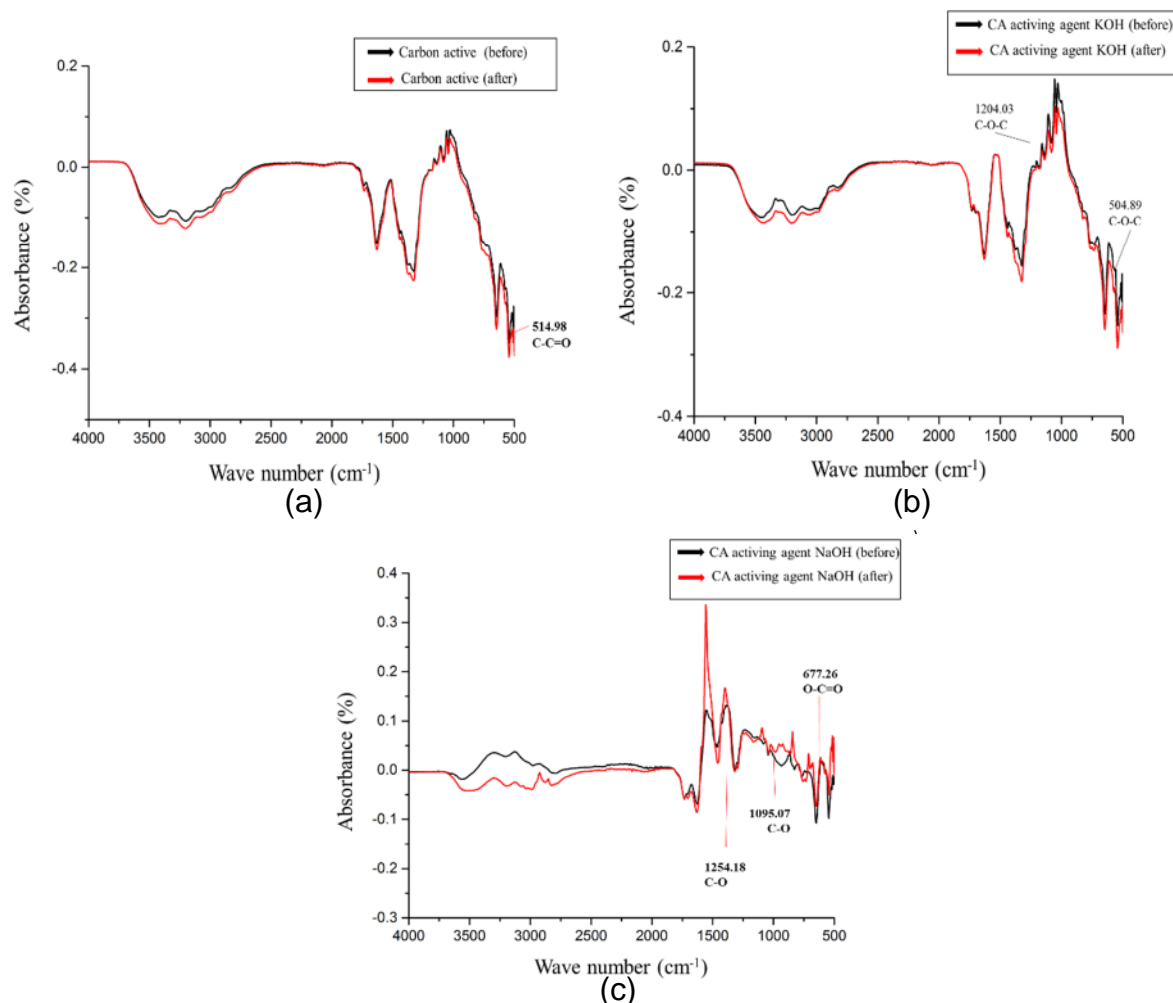 Carbon active (before)
Carbon active (after)
0.2
0.0
-0.2
-0.4
Absorbance (%)
514.98
C-C=O
4000 3500 3000 2000 1500 1000 500
Wave number (cm-1)
(a)
CA activing agent KOH (before)
CA activing agent KOH (after)
0.2
0.0
-0.2
-0.4
Absorbance (%)
1204.03
C-O-C
504.89
C-O-C
4000 3500 3000 2000 1500 1000 500
Wave number (cm-1)
(b)
CA activing agent NaOH (before)
CA activing agent NaOH (after)
0.4
0.3
0.2
0.1
0.0
-0.1
-0.2
-0.3
Absorbance (%)
677.26
O-C=O
1095.07
C-O
1254.18
C-O
4000 3500 3000 2500 2000 1500 1000 500
Wave number (cm-1)
(c)